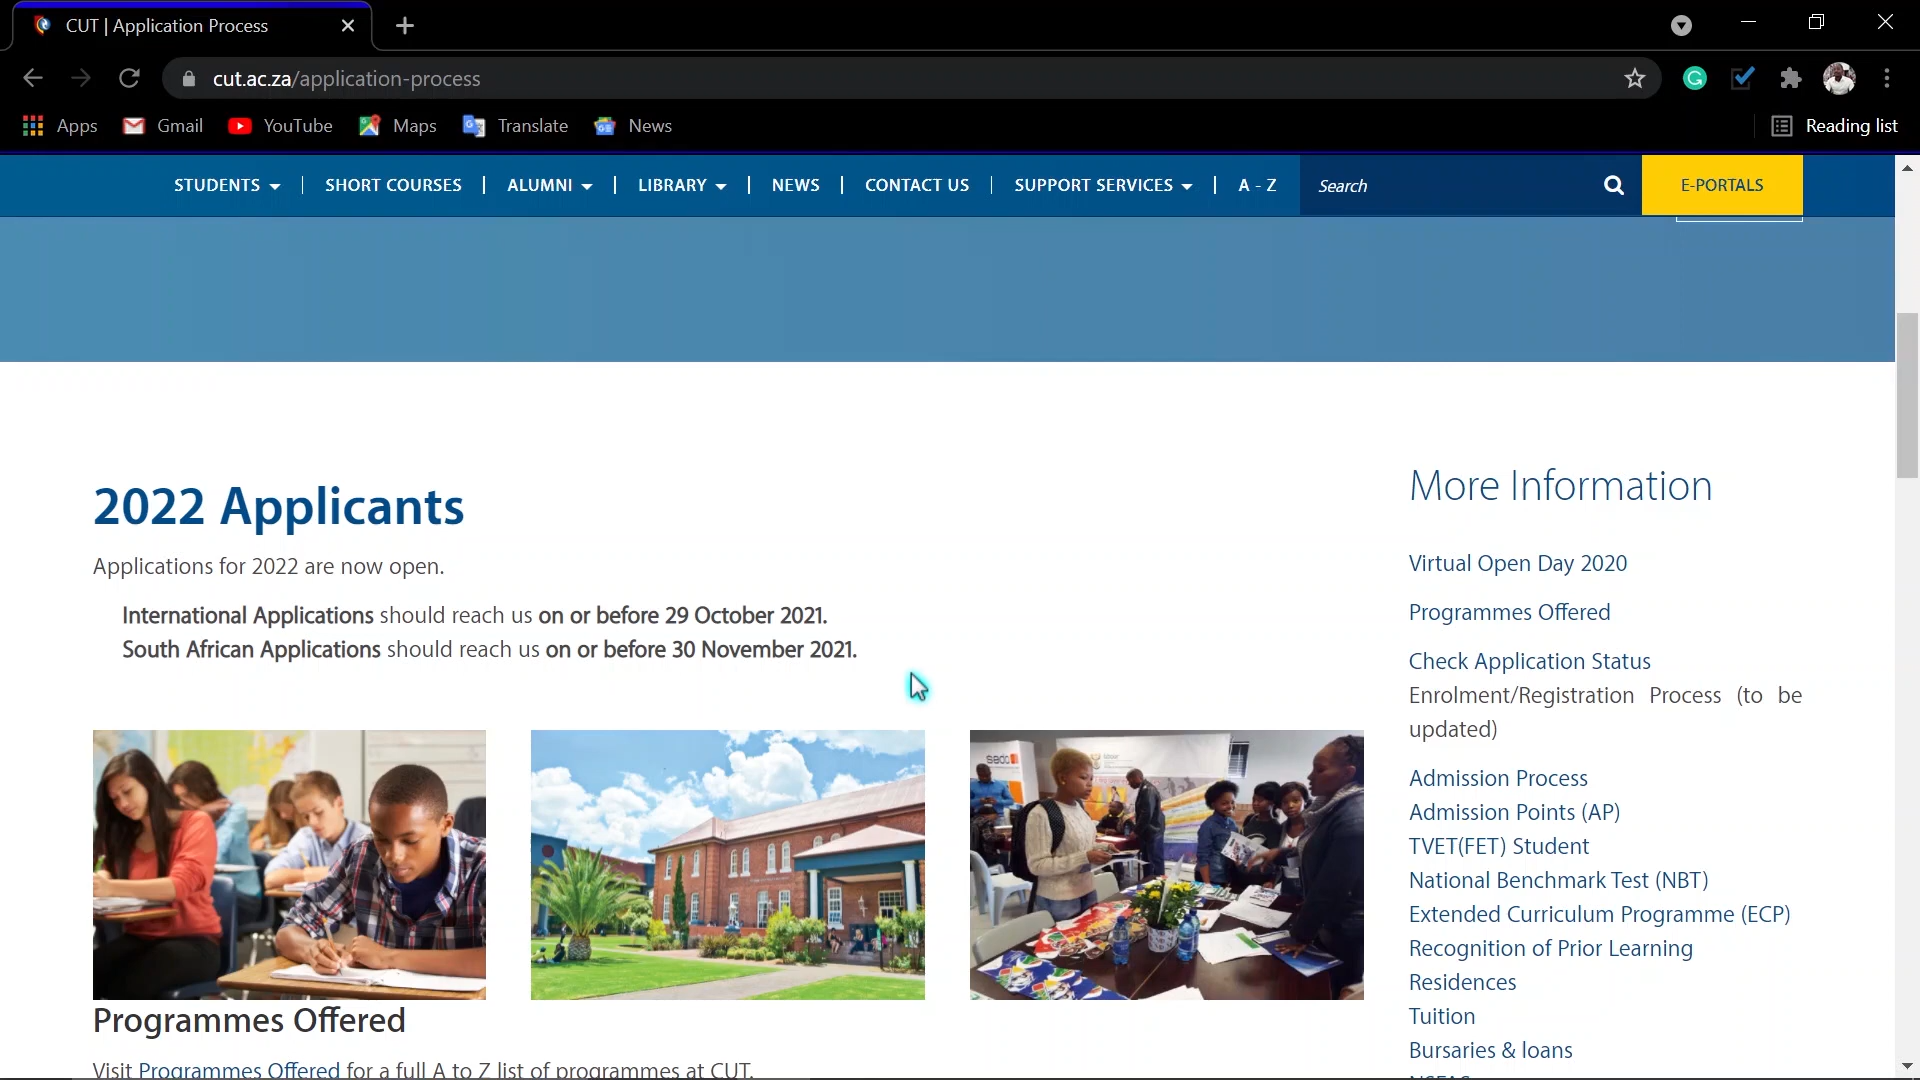 CUT | Application Process
cut.ac.za/application-process
Apps Gmail YouTube Maps Translate News Reading list
STUDENTS SHORT COURSES ALUMNI LIBRARY NEWS CONTACT US SUPPORT SERVICES A - Z Search E-PORTALS
2022 Applicants
Applications for 2022 are now open.
International Applications should reach us on or before 29 October 2021.
South African Applications should reach us on or before 30 November 2021.
Programmes Offered
Visit Programmes Offered for a full A to Z list of programmes at CUT.
More Information
Virtual Open Day 2020
Programmes Offered
Check Application Status
Enrolment/Registration Process (to be
updated)
Admission Process
Admission Points (AP)
TVET(FET) Student
National Benchmark Test (NBT)
Extended Curriculum Programme (ECP)
Recognition of Prior Learning
Residences
Tuition
Bursaries & loans